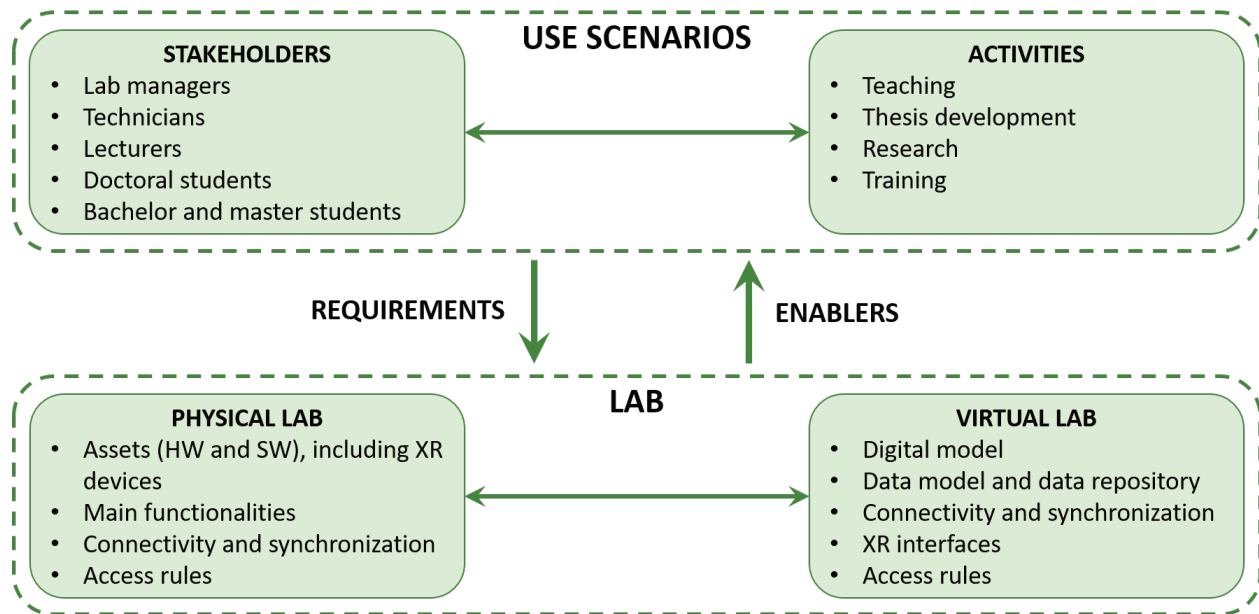 USE SCENARIOS
STAKEHOLDERS
• Lab managers
• Technicians
• Lecturers
• Doctoral students
• Bachelor and master students
ACTIVITIES
• Teaching
• Thesis development
• Research
• Training
REQUIREMENTS
ENABLERS
LAB
PHYSICAL LAB
• Assets (HW and SW), including XR
devices
• Main functionalities
• Connectivity and synchronization
• Access rules
VIRTUAL LAB
• Digital model
• Data model and data repository
• Connectivity and synchronization
• XR interfaces
• Access rules